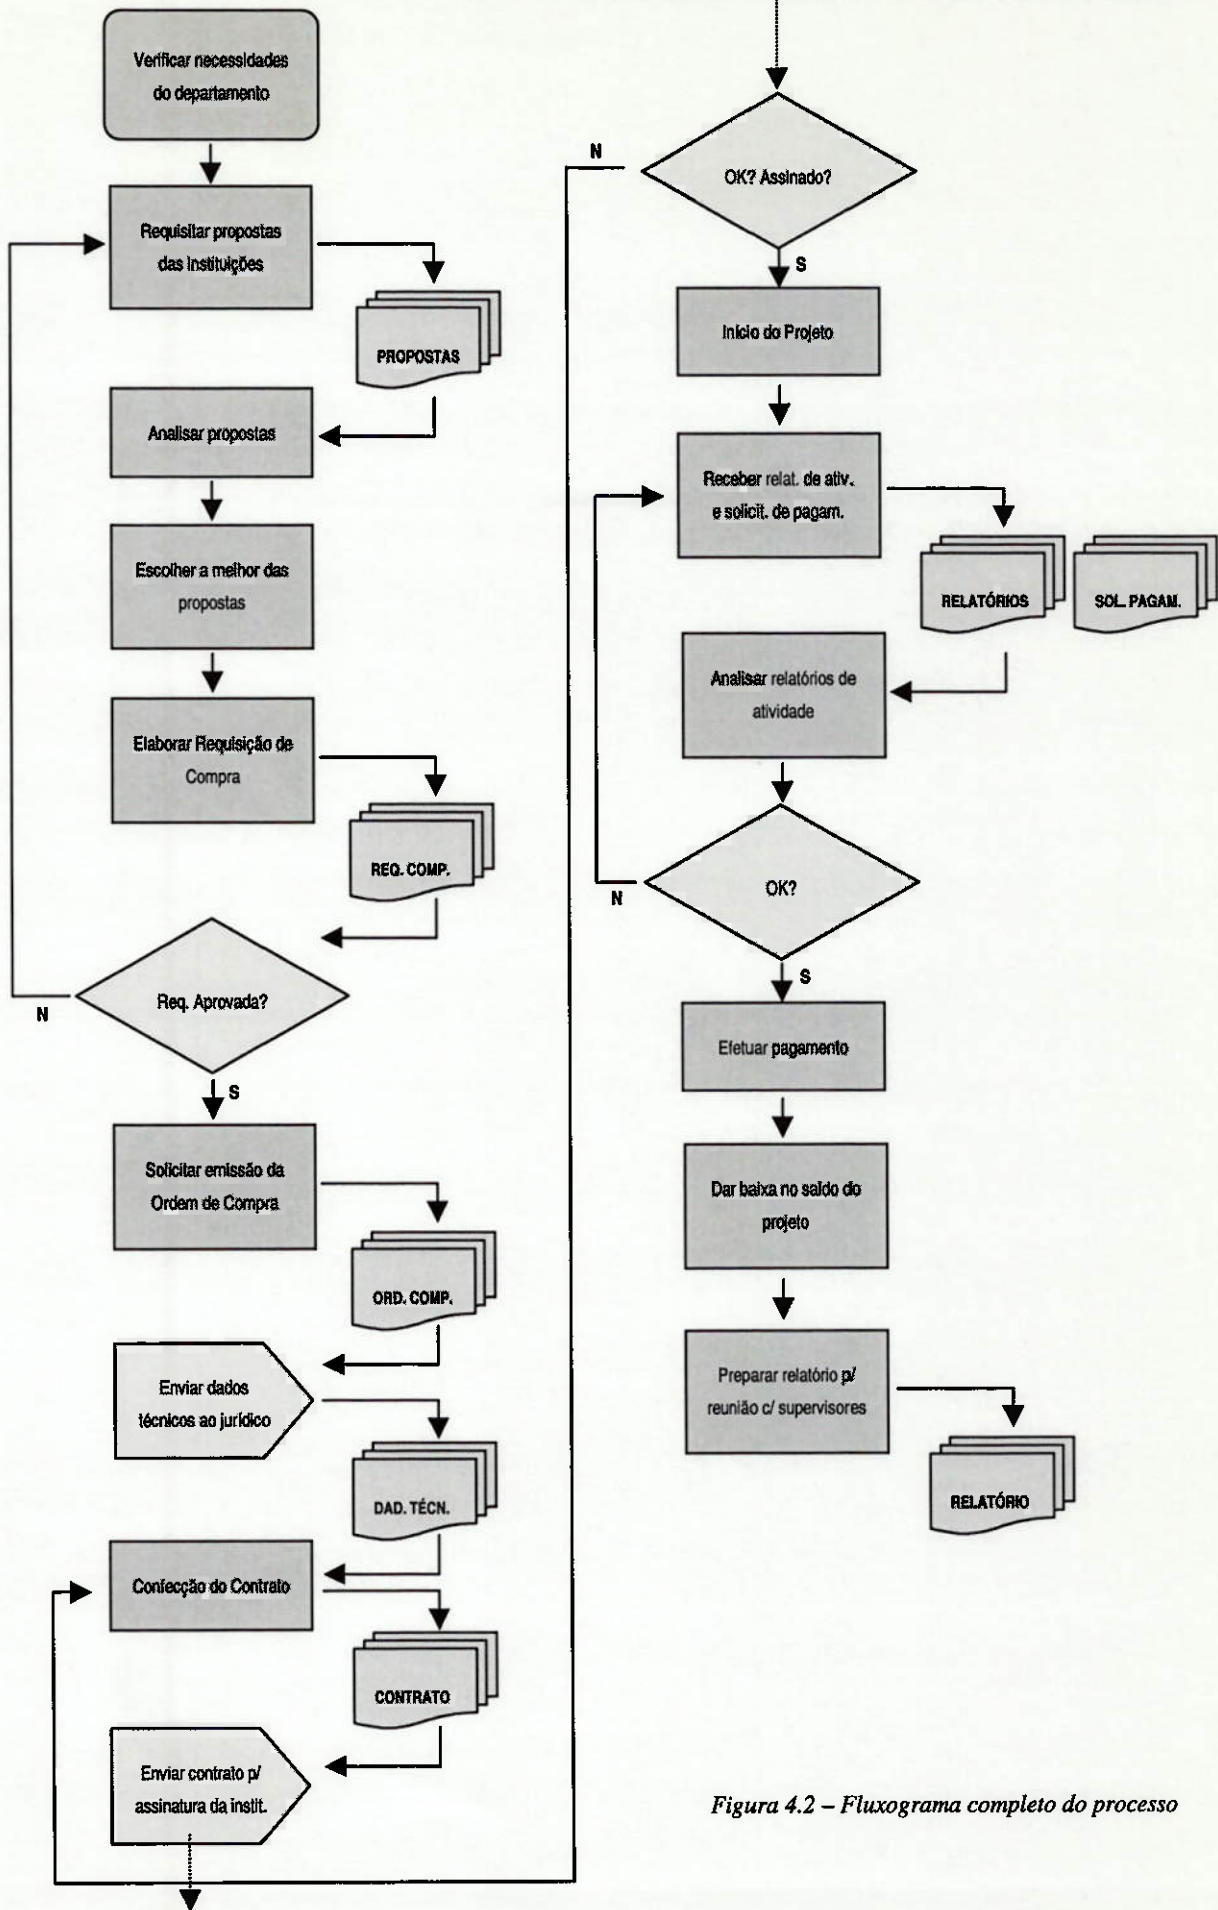 Verificar necessidades
do departamento
Requisitar propostas
das Instituições
PROPOSTAS
Analisar propostas
Escolher a melhor das
propostas
Elaborar Requisição de
Compra
REQ. COMP.
Req. Aprovada?
N
S
Solicitar emissão da
Ordem de Compra
ORD. COMP.
Enviar dados
técnicos ao jurídico
DAD. TÉCN.
Confecção do Contrato
CONTRATO
Enviar contrato p/
assinatura da instit.
N
OK? Assinado?
S
Início do Projeto
Receber relat. de ativ.
e solicit. de pagam.
RELATÓRIOS
SOL. PAGAM.
Analisar relatórios de
atividade
OK?
N
S
Efetuar pagamento
Dar baixa no saldo do
projeto
Preparar relatório p/
reunião c/ supervisores
RELATÓRIO
Figura 4.2 – Fluxograma completo do processo